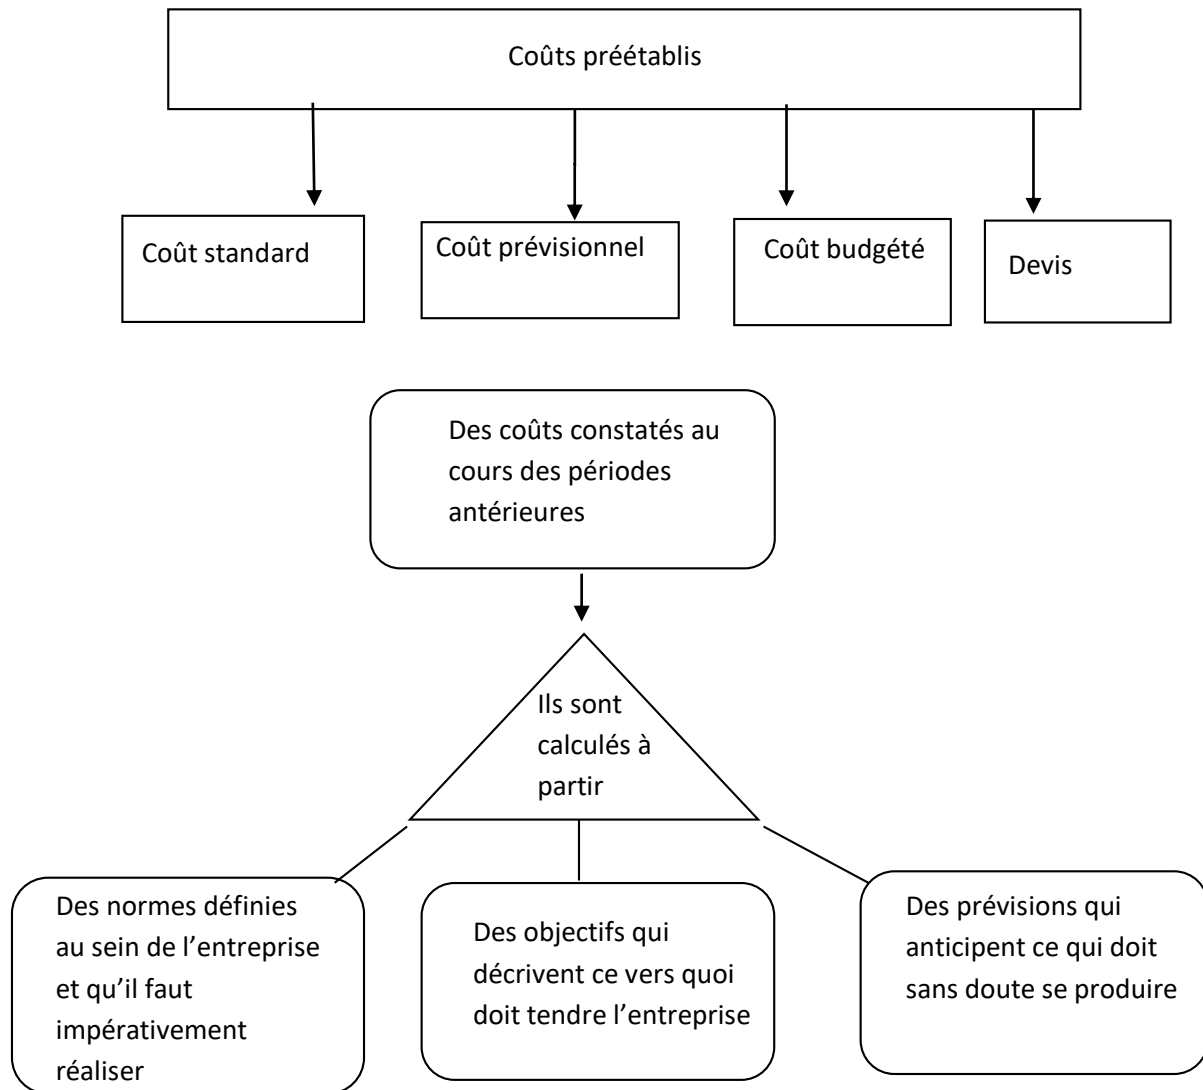 Coûts préétablis
Coût standard
Coût prévisionnel
Coût budgété
Devis
Des coûts constatés au
cours des périodes
antérieures
Ils sont
calculés à
partir
Des normes définies
au sein de l’entreprise
et qu’il faut
impérativement
réaliser
Des objectifs qui
décrivent ce vers quoi
doit tendre l’entreprise
Des prévisions qui
anticipent ce qui doit
sans doute se produire